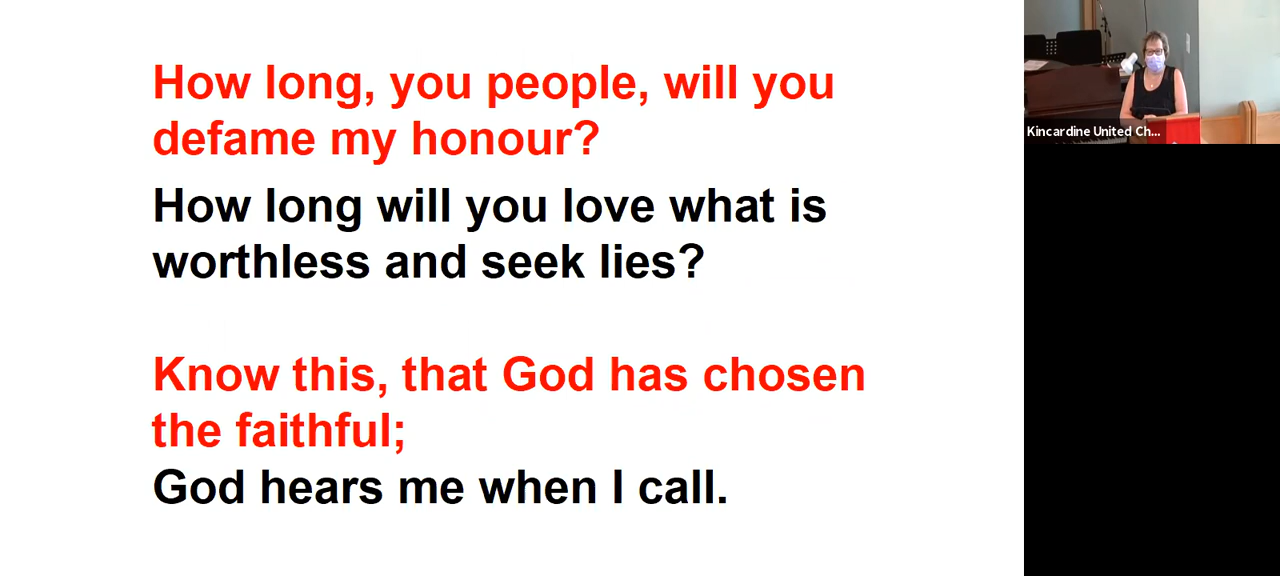 How long, you people, will you
defame my honour?
How long will you love what is
worthless and seek lies?
Know this, that God has chosen
the faithful;
God hears me when I call.
Kincardine United Ch...